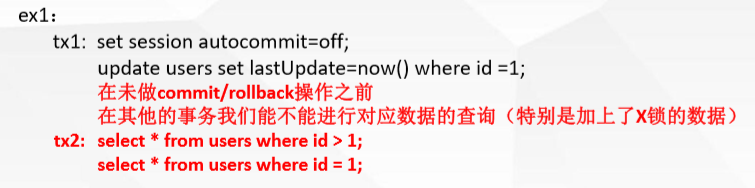 ex1：
tx1:  set session autocommit=off;
update users set lastUpdate=now() where id =1;
在未做commit/rollback操作之前
在其他的事务我们能不能进行对应数据的查询（特别是加上了X锁的数据）
tx2:  select * from users where id > 1;
select * from users where id = 1;